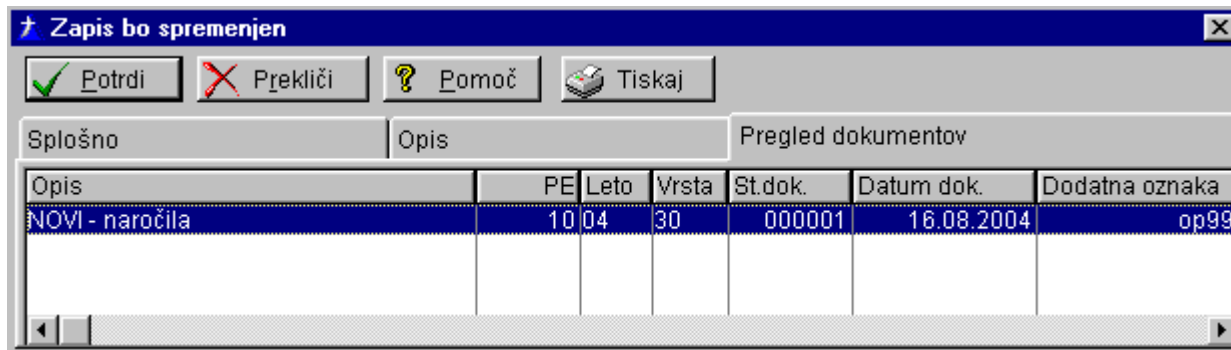 Zapis bo spremenjen
Potrdi Prekliči Pomoč Tiskaj
Splošno Opis Pregled dokumentov
Opis PE Leto Vrsta St.dok. Datum dok. Dodatna oznaka
NOVI - naročila 10 04 30 000001 16.08.2004 op99